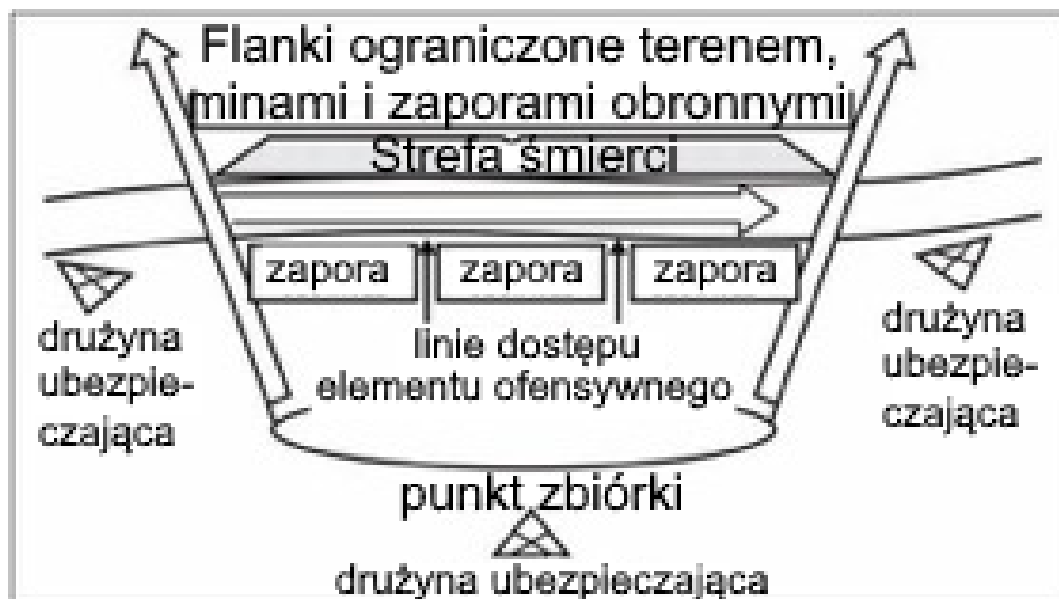 Flanki ograniczone terenem,
minami i zaporami obronnymi
Strefa śmierci
zapora zapora zapora
drużyna
ubezpie-
czająca
linie dostępu
elementu ofensywnego
drużyna
ubezpie-
czająca
punkt zbiórki
drużyna ubezpieczająca